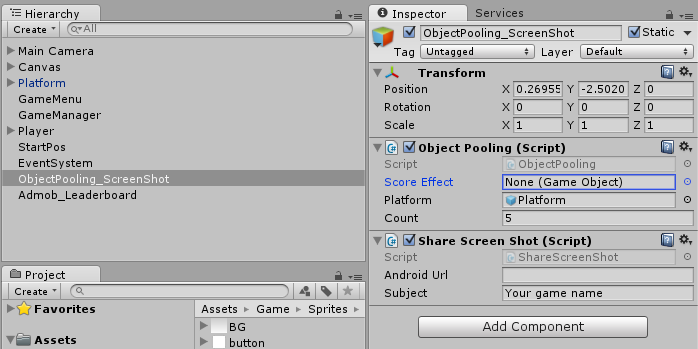 Hierarchy
Create
All
Main Camera
Canvas
Platform
GameMenu
GameManager
Player
StartPos
EventSystem
ObjectPooling_ScreenShot
Admob_Leaderboard
Project
Create
Favorites
Assets
Assets Game Sprites
BG
button
Inspector Services
ObjectPooling_ScreenShot Static
Tag Untagged Layer Default
Transform
Position X 0.26955 Y -2.5020 Z 0
Rotation X 0 Y 0 Z 0
Scale X 1 Y 1 Z 1
Object Pooling (Script)
Script ObjectPooling
Score Effect None (Game Object)
Platform Platform
Count 5
Share Screen Shot (Script)
Script ShareScreenShot
Android Url
Subject Your game name
Add Component